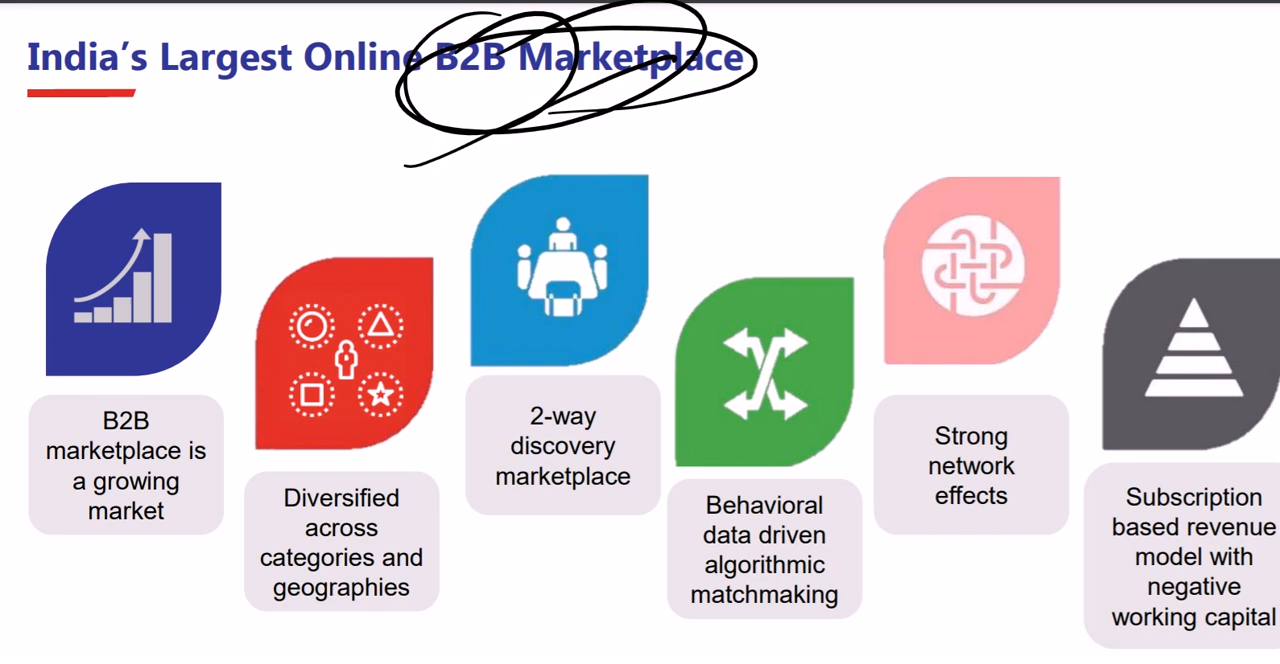 India's Largest Online B2B Marketplace
B2B
marketplace is
a growing
market
Diversified
across
categories and
geographies
2-way
discovery
marketplace
Behavioral
data driven
algorithmic
matchmaking
Strong
network
effects
Subscription
based revenue
model with
negative
working capital